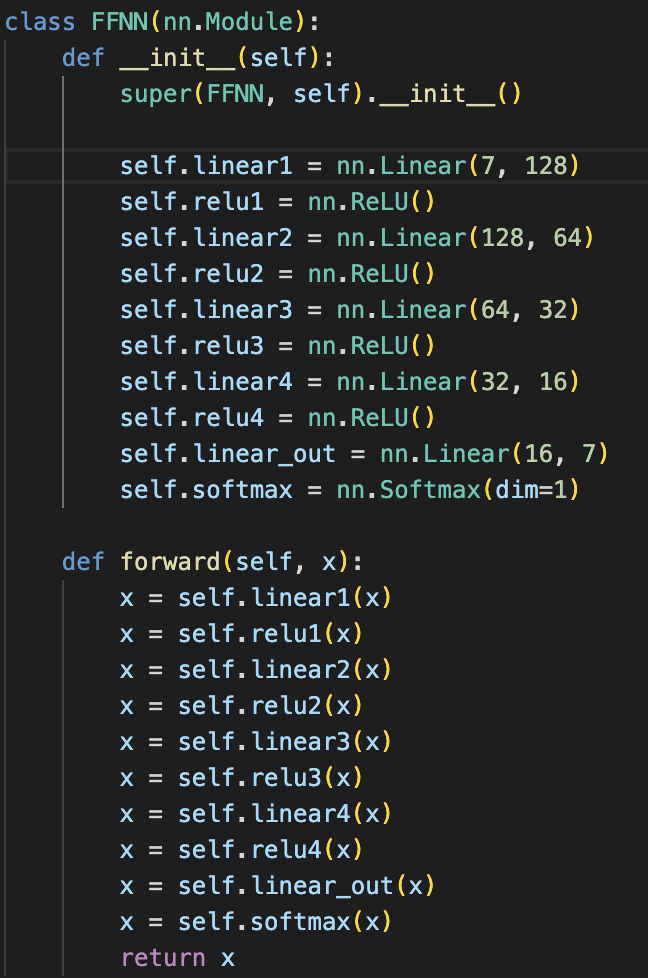 class FFNN(nn.Module):
    def __init__(self):
        super(FFNN, self).__init__()

        self.linear1 = nn.Linear(7, 128)
        self.relu1 = nn.ReLU()
        self.linear2 = nn.Linear(128, 64)
        self.relu2 = nn.ReLU()
        self.linear3 = nn.Linear(64, 32)
        self.relu3 = nn.ReLU()
        self.linear4 = nn.Linear(32, 16)
        self.relu4 = nn.ReLU()
        self.linear_out = nn.Linear(16, 7)
        self.softmax = nn.Softmax(dim=1)

    def forward(self, x):
        x = self.linear1(x)
        x = self.relu1(x)
        x = self.linear2(x)
        x = self.relu2(x)
        x = self.linear3(x)
        x = self.relu3(x)
        x = self.linear4(x)
        x = self.relu4(x)
        x = self.linear_out(x)
        x = self.softmax(x)
        return x